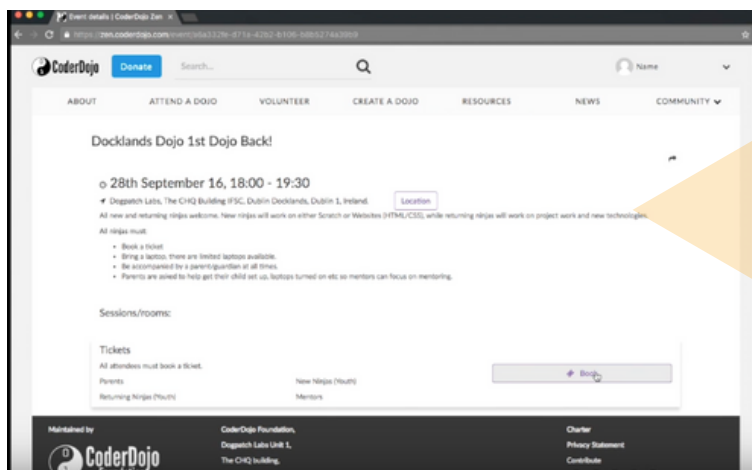 Event details | CoderDojo Zen
https://zen.coderdojo.com/event/
CoderDojo
Donate
Search...
Name
ABOUT ATTEND A DOJO VOLUNTEER CREATE A DOJO RESOURCES NEWS COMMUNITY
Docklands Dojo 1st Dojo Back!
28th September 16, 18:00 - 19:30
Dogpatch Labs, The CHQ Building IFSC, Dublin Docklands, Dublin 1, Ireland. Location
All new and returning ninjas welcome. New ninjas will work on either Scratch or Websites (HTML/CSS), while returning ninjas will work on project work and new technologies.
All ninjas must
Book a ticket
Bring a laptop, there are limited laptops available.
Be accompanied by a parent/guardian at all times.
Parents are asked to help get their child set up, laptops turned on etc so mentors can focus on mentoring.
Sessions/rooms:
Tickets
All attendees must book a ticket.
Book
Parents New Ninjas (Youth)
Returning Ninjas (Youth) Mentors
Maintained by CoderDojo Foundation, Charter
Dogpatch Labs Unit 1, Privacy Statement
CoderDojo The CHQ building, Contribute